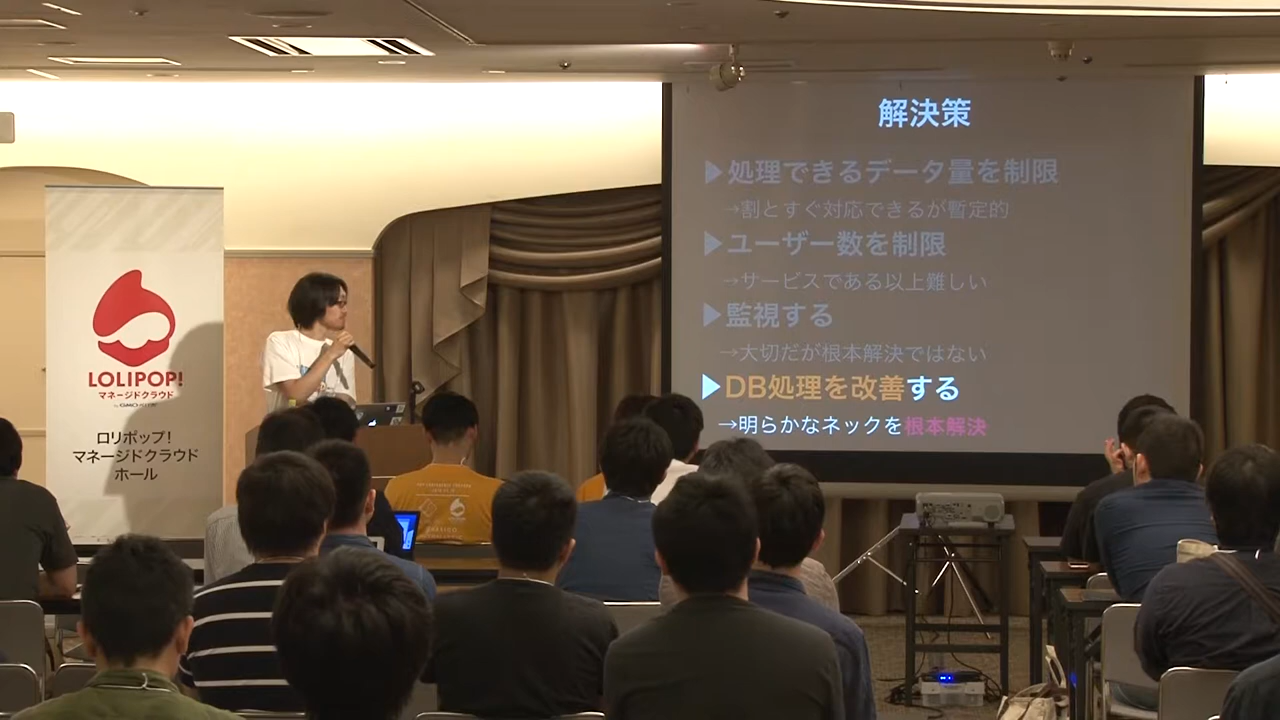 解決策
▶処理できるデータ量を制限
→割とすぐ対応できるが暫定的
▶ユーザー数を制限
→サービスである以上難しい
▶監視する
→大切だが根本解決ではない
▶DB処理を改善する
→明らかなネックを根本解決
LOLIPOP!
マネージドクラウド
ロリポップ!
マネージドクラウド
ホール